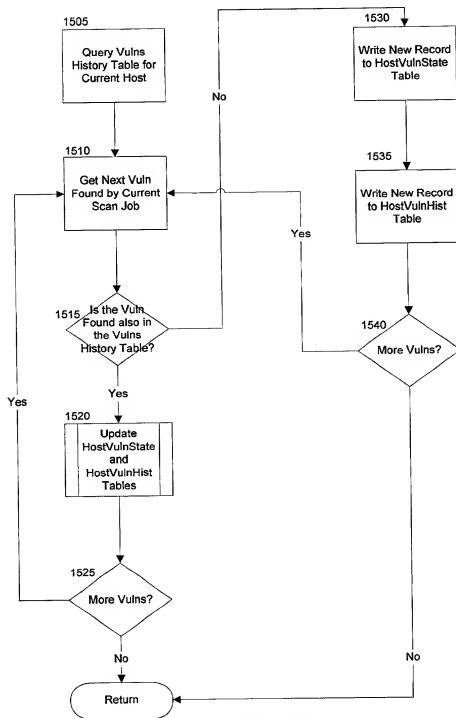 1505
Query Vulns
History Table for
Current Host
1510
Get Next Vuln
Found by Current
Scan Job
1515
Is the Vuln
Found also in
the Vulns
History Table?
Yes
1520
Update
HostVulnState
and
HostVulnHist
Tables
1525
More Vulns?
Yes
No
Return
No
1530
Write New Record
to HostVulnState
Table
1535
Write New Record
to HostVulnHist
Table
1540
More Vulns?
Yes
No